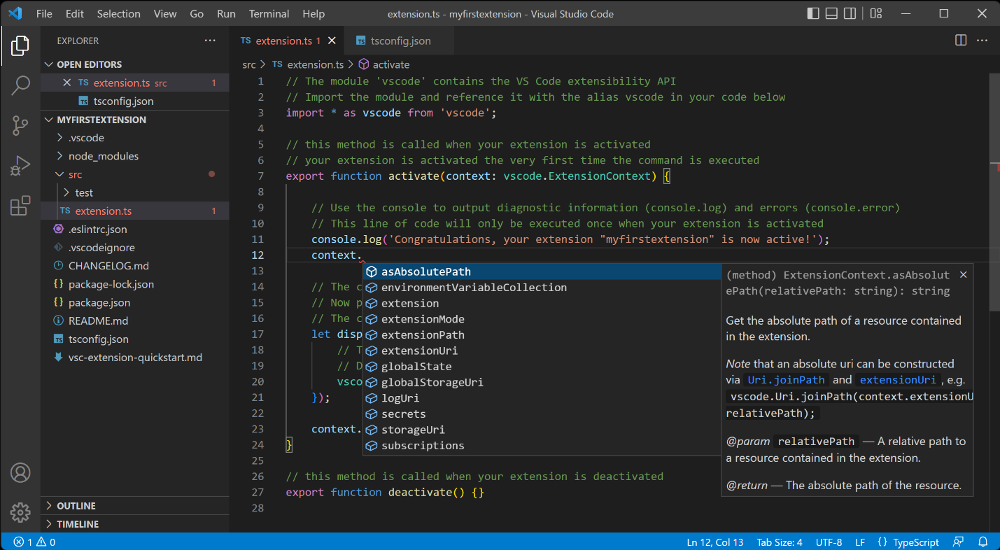 File Edit Selection View Go Run Terminal Help extension.ts - myfirstextension - Visual Studio Code
EXPLORER
OPEN EDITORS
TS extension.ts src 1
TS tsconfig.json
MYFIRSTEXTENSION
.vscode
node_modules
src
test
TS extension.ts 1
.eslintrc.json
.vscodeignore
CHANGELOG.md
{} package-lock.json
{} package.json
README.md
TS tsconfig.json
vsc-extension-quickstart.md
OUTLINE
TIMELINE
TS extension.ts 1 TS tsconfig.json
src > TS extension.ts > activate
1 // The module 'vscode' contains the VS Code extensibility API
2 // Import the module and reference it with the alias vscode in your code below
3 import * as vscode from 'vscode';
4
5 // this method is called when your extension is activated
6 // your extension is activated the very first time the command is executed
7 export function activate(context: vscode.ExtensionContext) {
8
9 // Use the console to output diagnostic information (console.log) and errors (console.error)
10 // This line of code will only be executed once when your extension is activated
11 console.log('Congratulations, your extension "myfirstextension" is now active!');
12 context.
13
14 // The c
15 // Now p
16 // The c
17 let disp
18 // T
19 // D
20 vsco
21 });
22
23 context.
24 }
25
26 // this method is called when your extension is deactivated
27 export function deactivate() {}
28
asAbsolutePath
environmentVariableCollection
extension
extensionMode
extensionPath
extensionUri
globalState
globalStorageUri
logUri
secrets
storageUri
subscriptions
(method) ExtensionContext.asAbsolut
ePath(relativePath: string): string
Get the absolute path of a resource contained
in the extension.
Note that an absolute uri can be constructed
via Uri.joinPath and extensionUri , e.g.
vscode.Uri.joinPath(context.extensionU
relativePath);
@param relativePath — A relative path to
a resource contained in the extension.
@return — The absolute path of the resource.
1 0 Ln 12, Col 13 Tab Size: 4 UTF-8 LF {} TypeScript